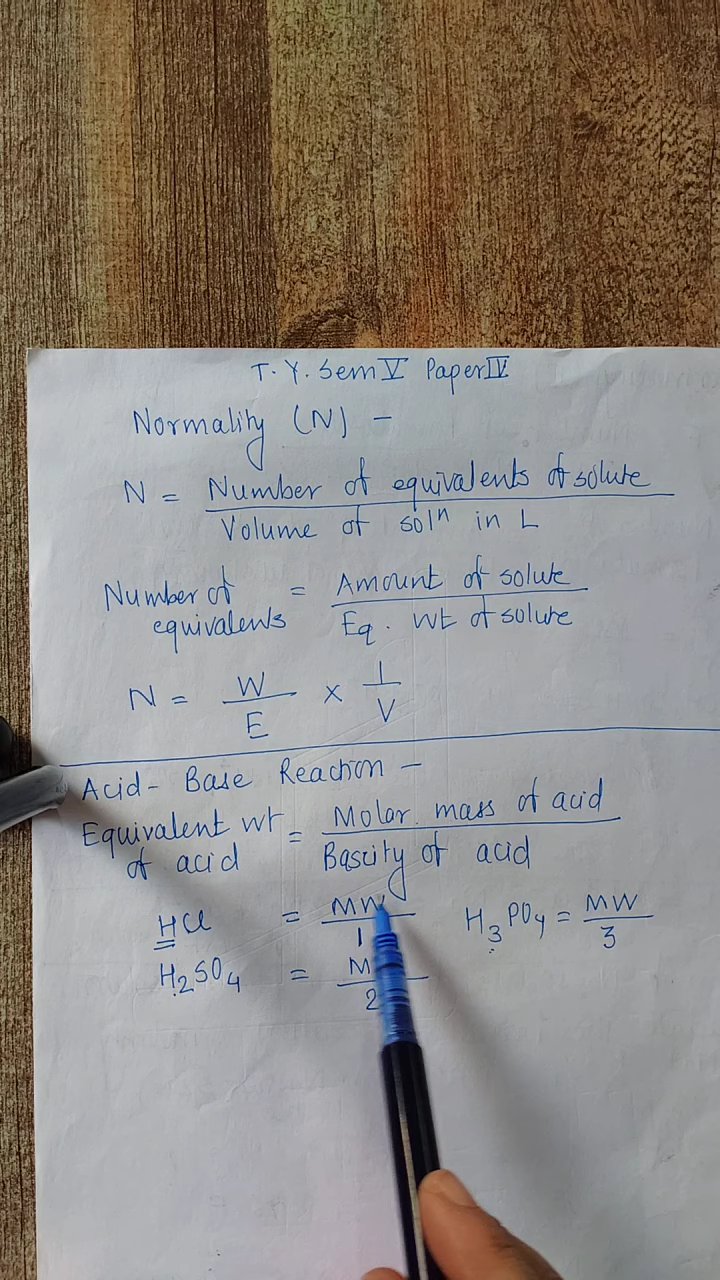 T. Y. Sem V Paper IV
Normality (N) -
N = Number of equivalents of solute
Volume of solⁿ in L
Number of equivalents = Amount of solute
Eq. Wt of solute
N = W/E × 1/V
Acid-Base Reaction -
Equivalent wt of acid = Molar mass of acid
Bascity of acid
HCl = MW/1
H₃PO₄ = MW/3
H₂SO₄ = M /2